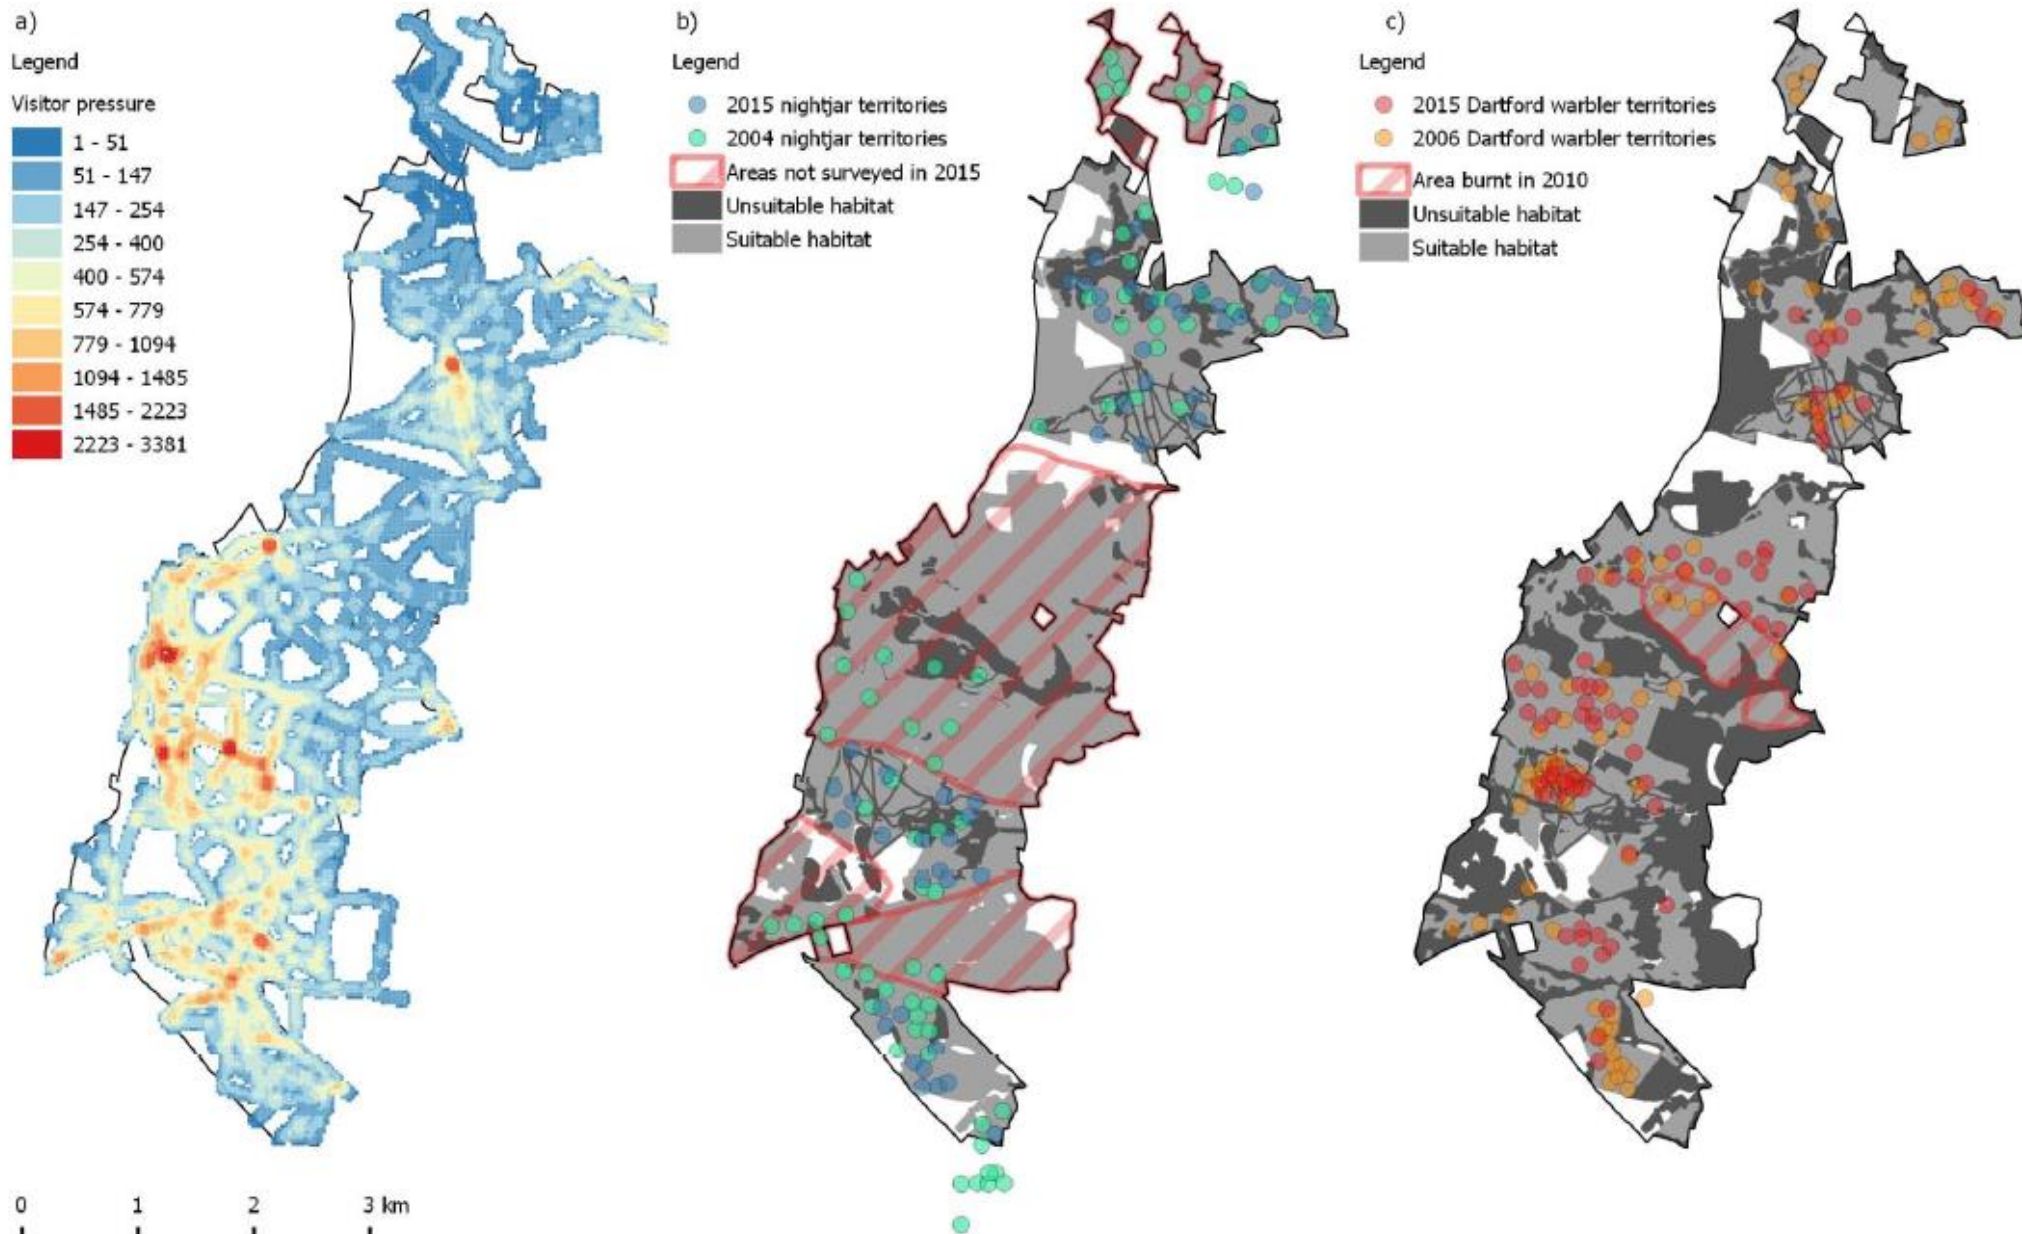 a)
Legend
Visitor pressure
1 - 51
51 - 147
147 - 254
254 - 400
400 - 574
574 - 779
779 - 1094
1094 - 1485
1485 - 2223
2223 - 3381
0 1 2 3 km
b)
Legend
2015 nightjar territories
2004 nightjar territories
Areas not surveyed in 2015
Unsuitable habitat
Suitable habitat
c)
Legend
2015 Dartford warbler territories
2006 Dartford warbler territories
Area burnt in 2010
Unsuitable habitat
Suitable habitat